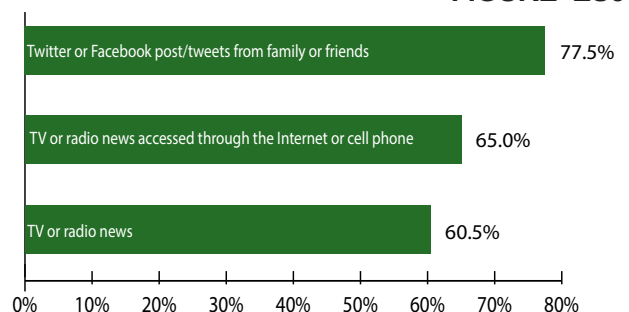 Twitter or Facebook post/tweets from family or friends 77.5%
TV or radio news accessed through the Internet or cell phone 65.0%
TV or radio news 60.5%
0% 10% 20% 30% 40% 50% 60% 70% 80%